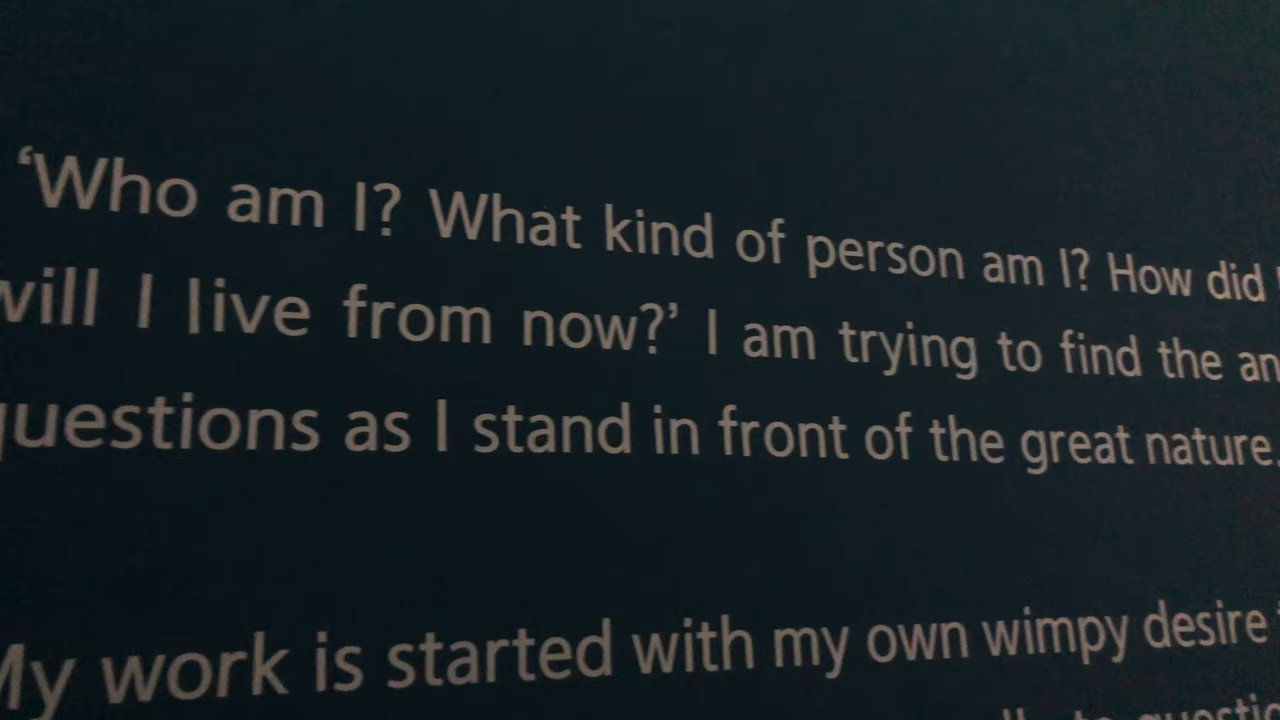 ‘Who am I? What kind of person am I? How did
will I live from now?’ I am trying to find the
questions as I stand in front of the great nature.
My work is started with my own wimpy desire